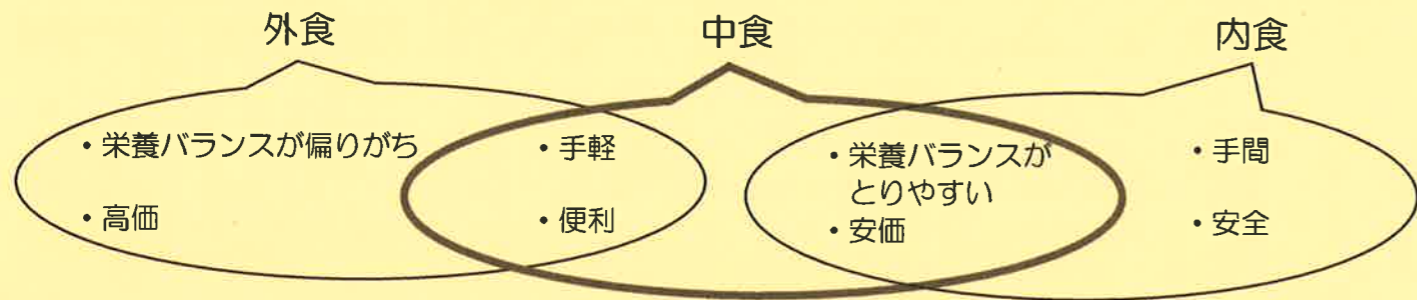 外食
中食
内食
・栄養バランスが偏りがち
・高価
・手軽
・便利
・栄養バランスが
とりやすい
・安価
・手間
・安全